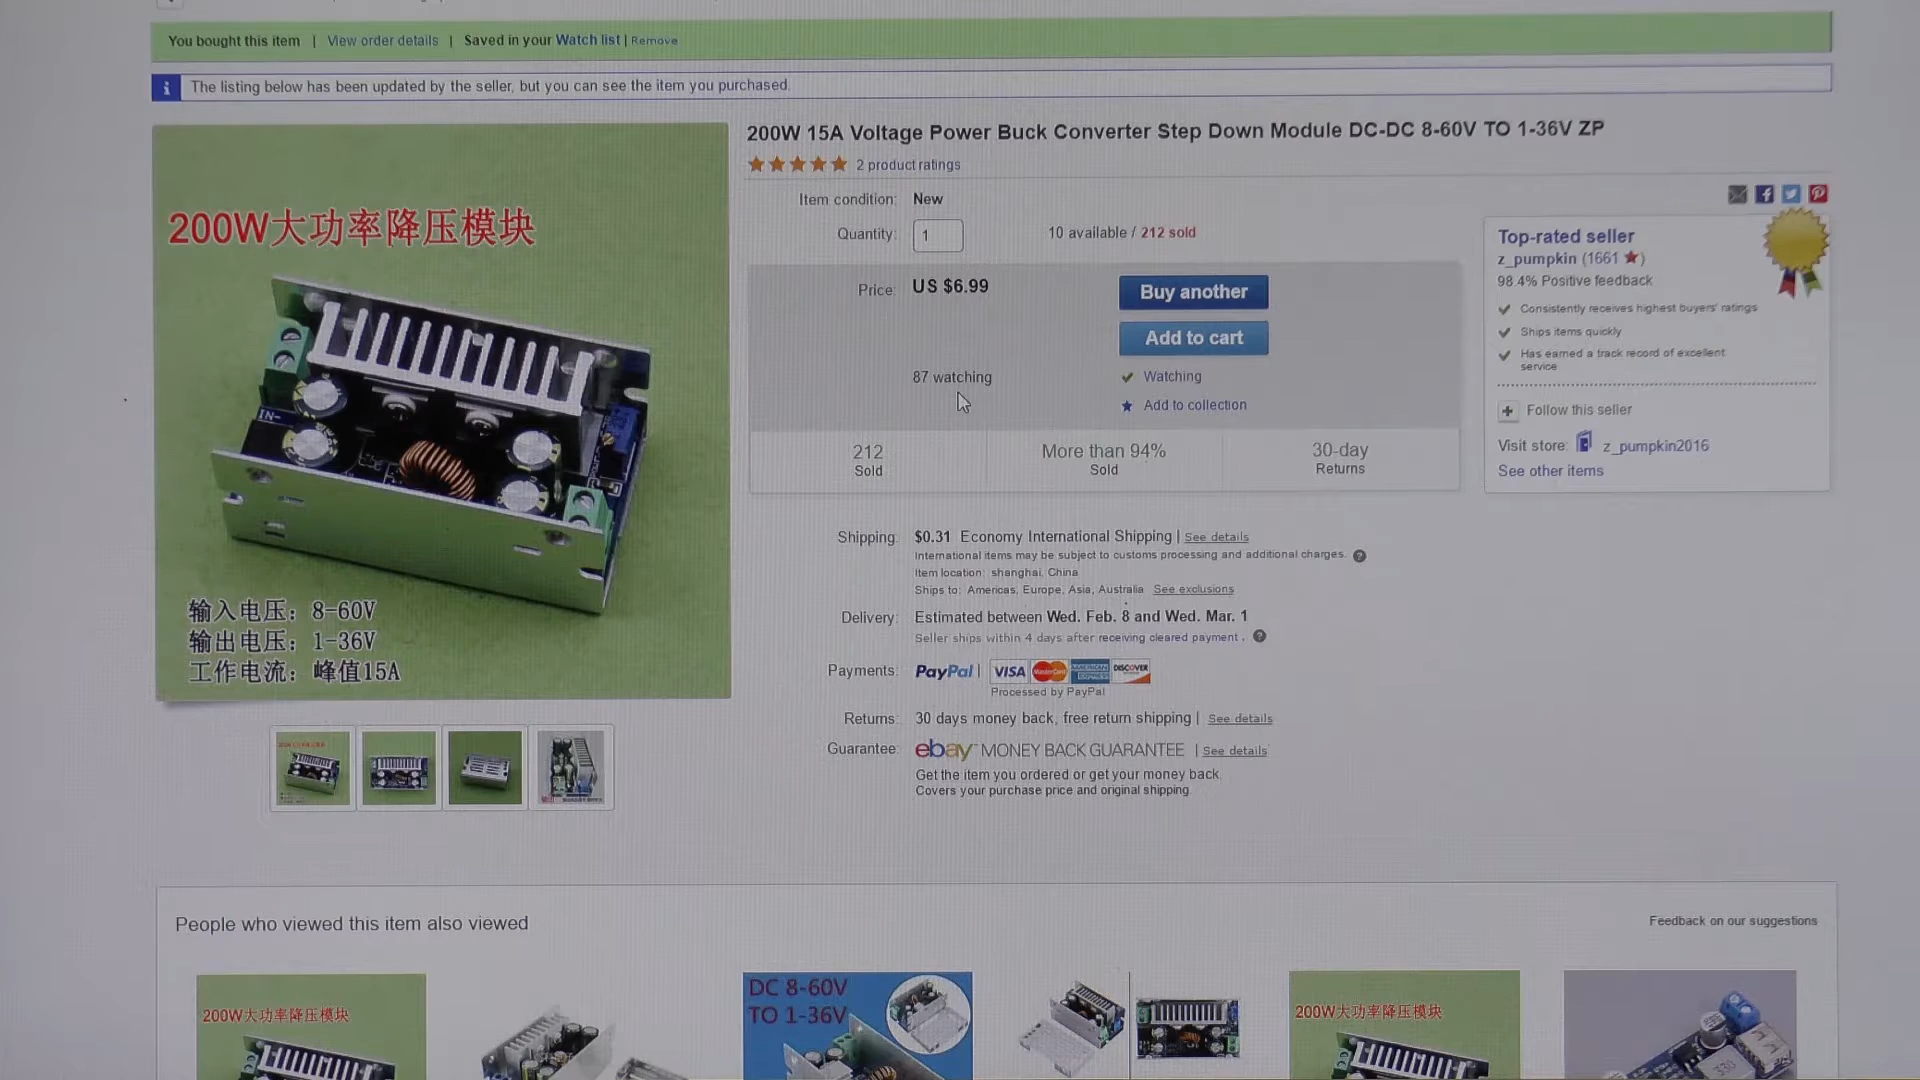 You bought this item | View order details | Saved in your Watch list | Remove
The listing below has been updated by the seller, but you can see the item you purchased.
200W大功率降压模块
IN-
输入电压：8-60V
输出电压：1-36V
工作电流：峰值15A
200W 15A Voltage Power Buck Converter Step Down Module DC-DC 8-60V TO 1-36V ZP
2 product ratings
Item condition: New
Quantity: 1
10 available / 212 sold
Price: US $6.99
Buy another
Add to cart
87 watching
Watching
Add to collection
212 Sold
More than 94% Sold
30-day Returns
Top-rated seller
z_pumpkin (1661 )
98.4% Positive feedback
Consistently receives highest buyers' ratings
Ships items quickly
Has earned a track record of excellent
service
Follow this seller
Visit store: z_pumpkin2016
See other items
Shipping: $0.31 Economy International Shipping | See details
International items may be subject to customs processing and additional charges.
Item location: shanghai, China
Ships to: Americas, Europe, Asia, Australia See exclusions
Delivery: Estimated between Wed. Feb. 8 and Wed. Mar. 1
Seller ships within 4 days after receiving cleared payment.
Payments: PayPal | VISA MasterCard AMERICAN EXPRESS DISCOVER
Processed by PayPal
Returns: 30 days money back, free return shipping | See details
Guarantee: ebay MONEY BACK GUARANTEE | See details
Get the item you ordered or get your money back.
Covers your purchase price and original shipping.
People who viewed this item also viewed
Feedback on our suggestions
200W大功率降压模块
DC 8-60V
TO 1-36V
200W大功率降压模块
330